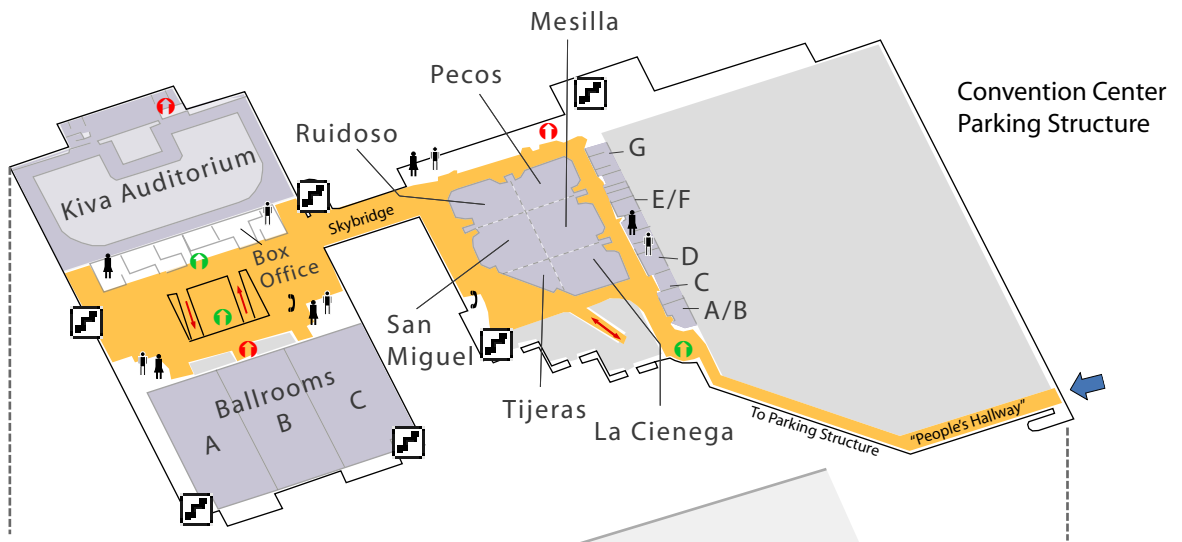 Mesilla
Pecos
Convention Center
Parking Structure
Ruidoso
G
Kiva Auditorium
E/F
Skybridge
Box
Office
D
C
A/B
San
Miguel
Ballrooms
A
B
C
Tijeras
La Cienega
To Parking Structure
"People's Hallway"